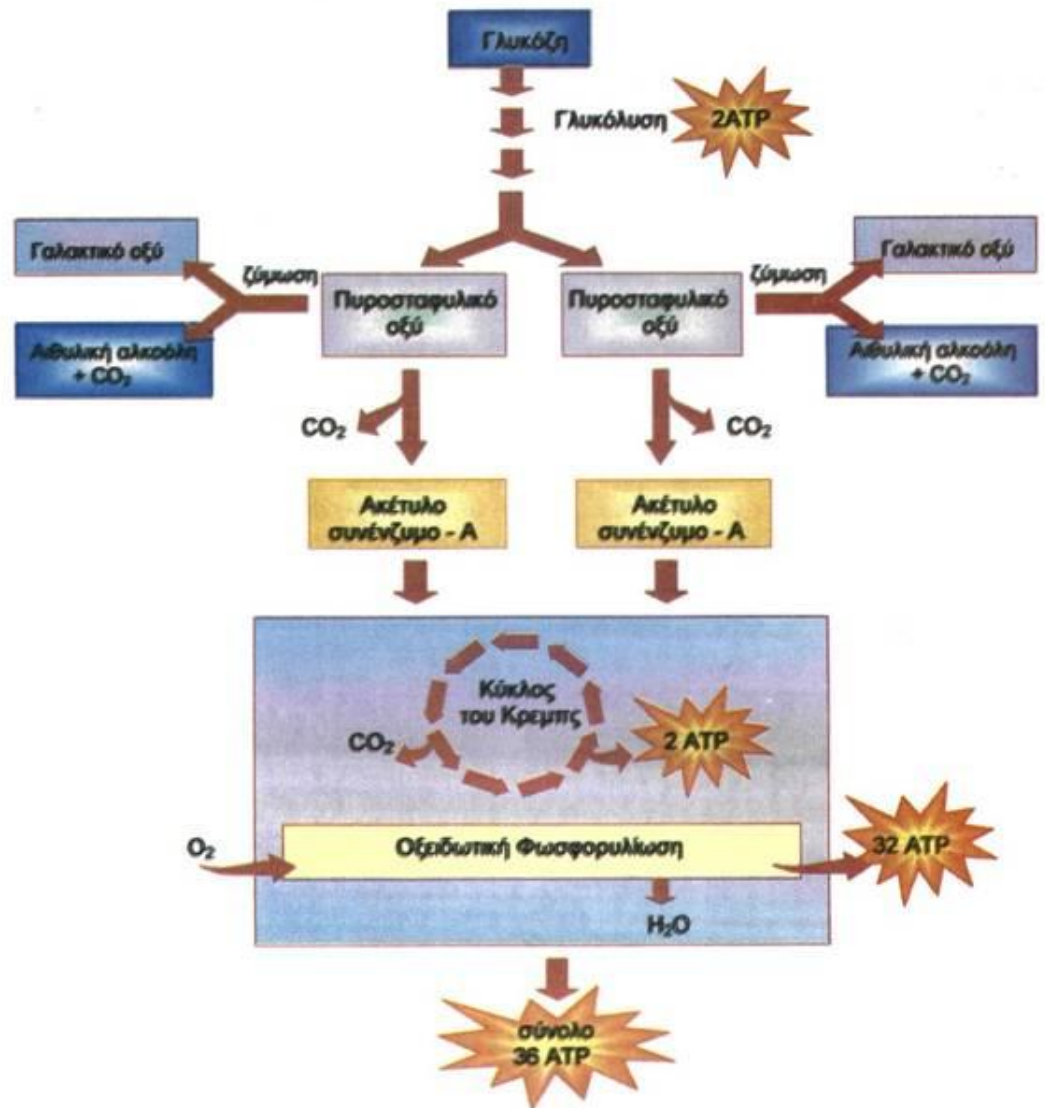 Γλυκόζη
Γλυκόλυση
2ATP
Γαλακτικό οξύ
ζύμωση
Πυροσταφυλικό
οξύ
Αιθυλική αλκοόλη
+ CO₂
Πυροσταφυλικό
οξύ
ζύμωση
Γαλακτικό οξύ
Αιθυλική αλκοόλη
+ CO₂
CO₂
CO₂
Ακέτυλο
συνένζυμο - Α
Ακέτυλο
συνένζυμο - Α
Κύκλος
του Κρεμπς
CO₂
2 ATP
O₂
Οξειδωτική Φωσφορυλίωση
32 ATP
H₂O
σύνολο
36 ATP